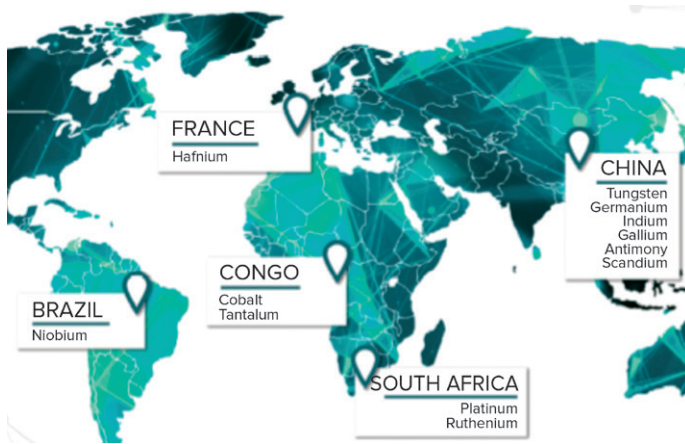 FRANCE
Hafnium
CHINA
Tungsten
Germanium
Indium
Gallium
Antimony
Scandium
CONGO
Cobalt
Tantalum
BRAZIL
Niobium
SOUTH AFRICA
Platinum
Ruthenium